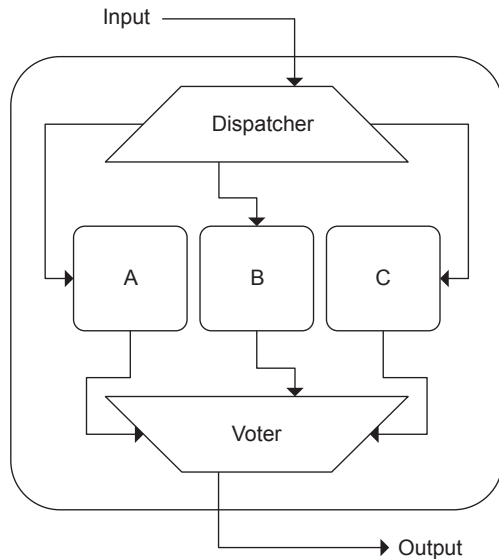 Input
Dispatcher
A
B
C
Voter
Output